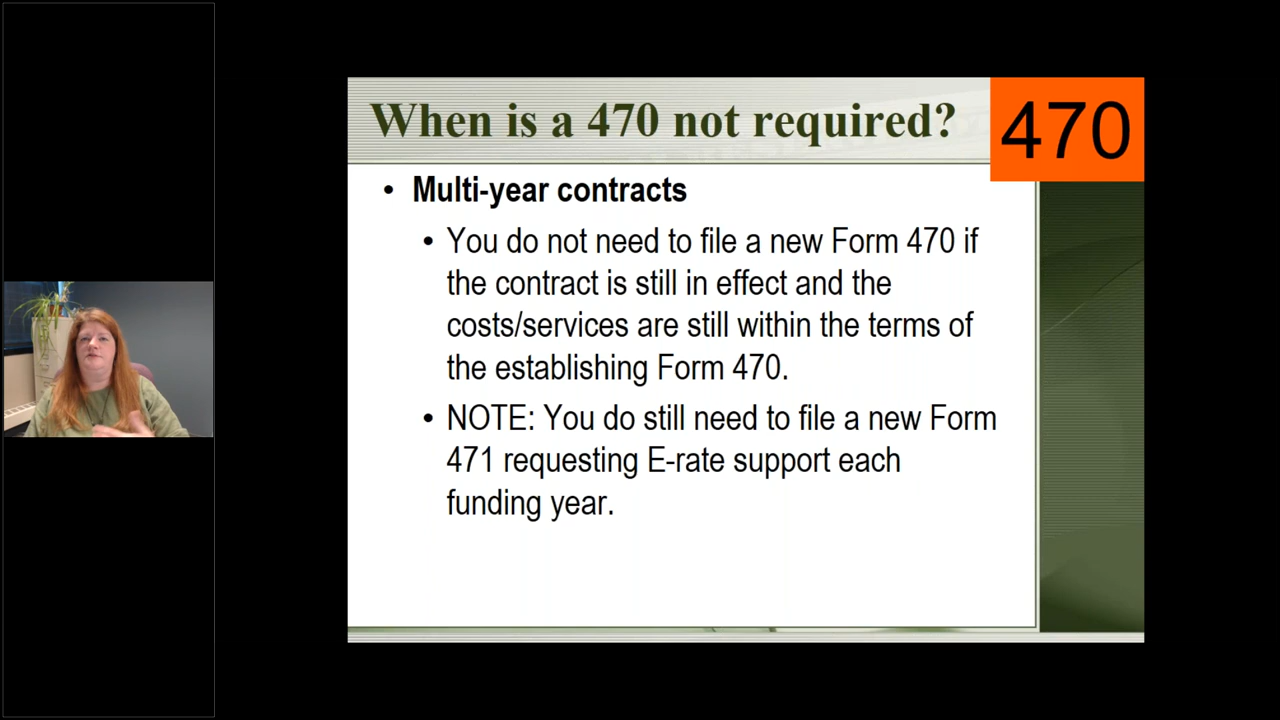 When is a 470 not required?
470
• Multi-year contracts
• You do not need to file a new Form 470 if
the contract is still in effect and the
costs/services are still within the terms of
the establishing Form 470.
• NOTE: You do still need to file a new Form
471 requesting E-rate support each
funding year.